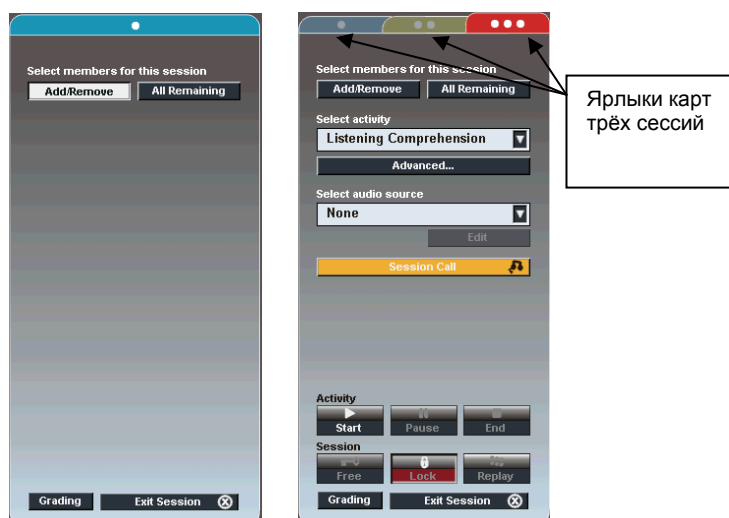 Select members for this session
Add/Remove All Remaining
Grading Exit Session
Select members for this session
Add/Remove All Remaining
Select activity
Listening Comprehension
Advanced...
Select audio source
None
Edit
Session Call
Activity
Start Pause End
Session
Free Lock Replay
Grading Exit Session
Ярлыки карт
трёх сессий